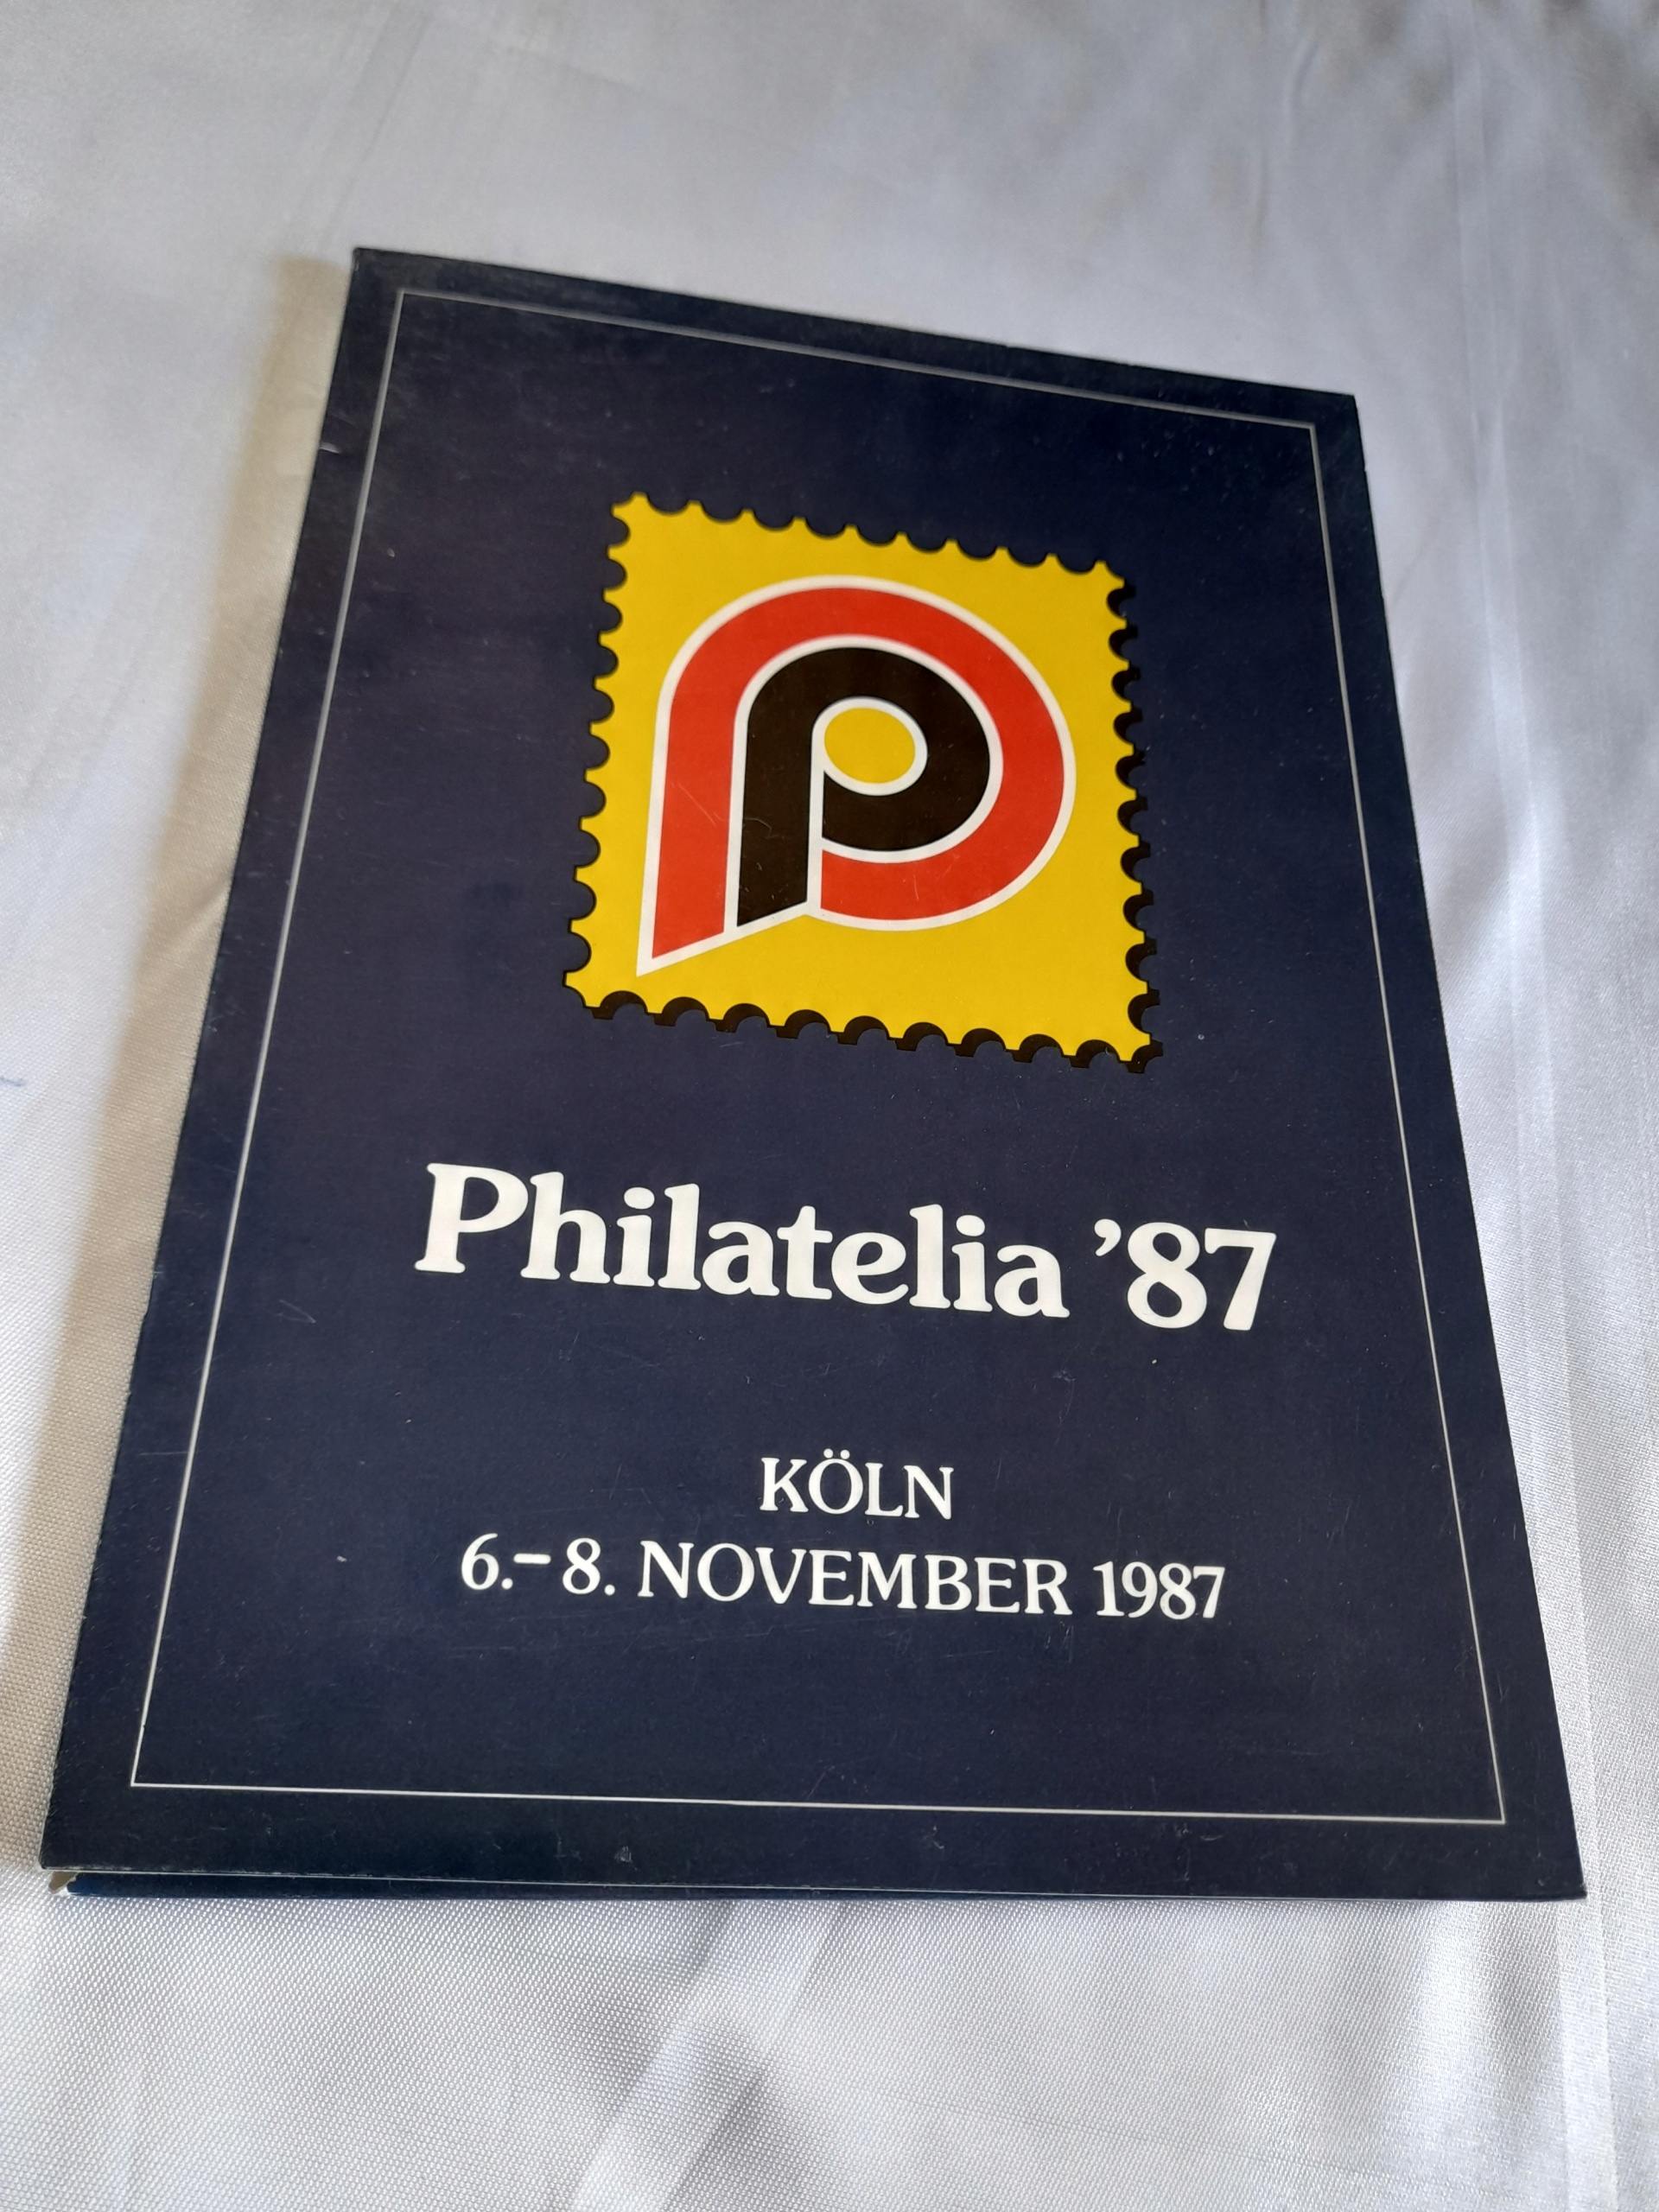 P
Philatelia ’87
KÖLN
6.–8. NOVEMBER 1987